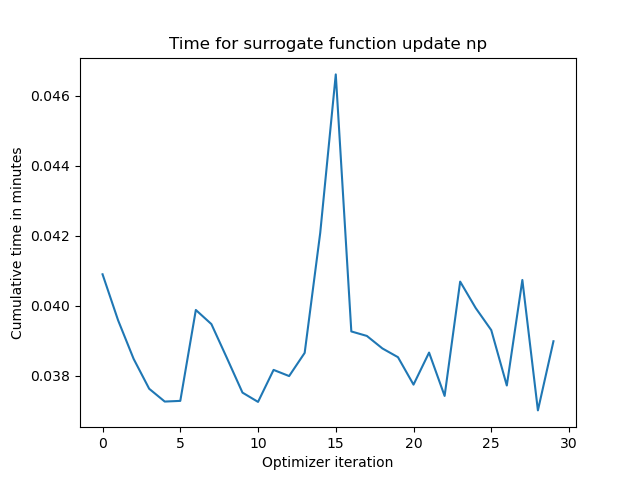 Time for surrogate function update np
Cumulative time in minutes
0.046
0.044
0.042
0.040
0.038
0 5 10 15 20 25 30
Optimizer iteration